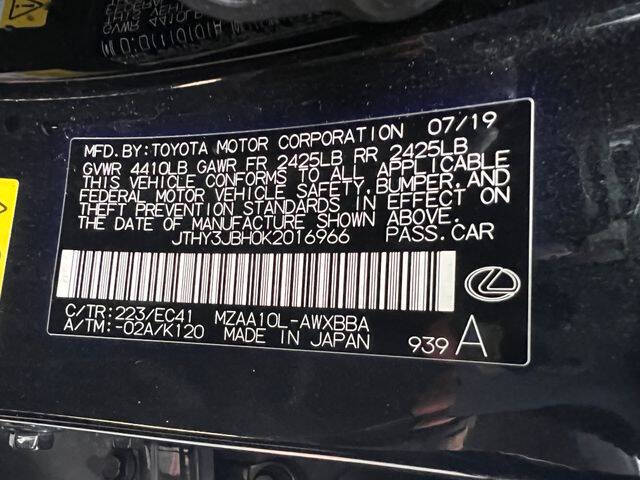 GVWR 4410LB
MFD. BY: TOYOTA MOTOR CORPORATION 07/19
GVWR 4410LB GAWR FR 2425LB RR 2425LB
THIS VEHICLE CONFORMS TO ALL APPLICABLE
FEDERAL MOTOR VEHICLE SAFETY, BUMPER, AND
THEFT PREVENTION STANDARDS IN EFFECT ON
THE DATE OF MANUFACTURE SHOWN ABOVE.
JTHY3JBH0K2016966 PASS. CAR
C/TR: 223/EC41 MZAA10L-AWXBBA
A/TM: -02A/K120 MADE IN JAPAN
939 A